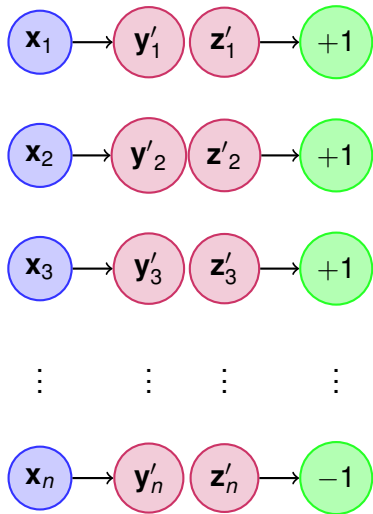 x₁ y′₁ z′₁ +1
x₂ y′₂ z′₂ +1
x₃ y′₃ z′₃ +1
⋮ ⋮ ⋮ ⋮
xₙ y′ₙ z′ₙ −1